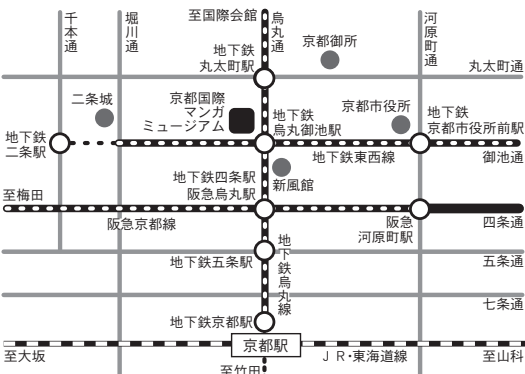 至国際会館
烏丸通
千本通
堀川通
河原町通
地下鉄
丸太町駅
京都御所
丸太町通
二条城
京都国際
マンガ
ミュージアム
京都市役所
地下鉄
二条駅
地下鉄
烏丸御池駅
地下鉄
京都市役所前駅
地下鉄東西線
御池通
地下鉄四条駅
阪急烏丸駅
新風館
至梅田
阪急京都線
阪急
河原町駅
四条通
地下鉄五条駅
地下鉄烏丸線
五条通
七条通
地下鉄京都駅
京都駅
至大坂
JR・東海道線
至山科
至竹田